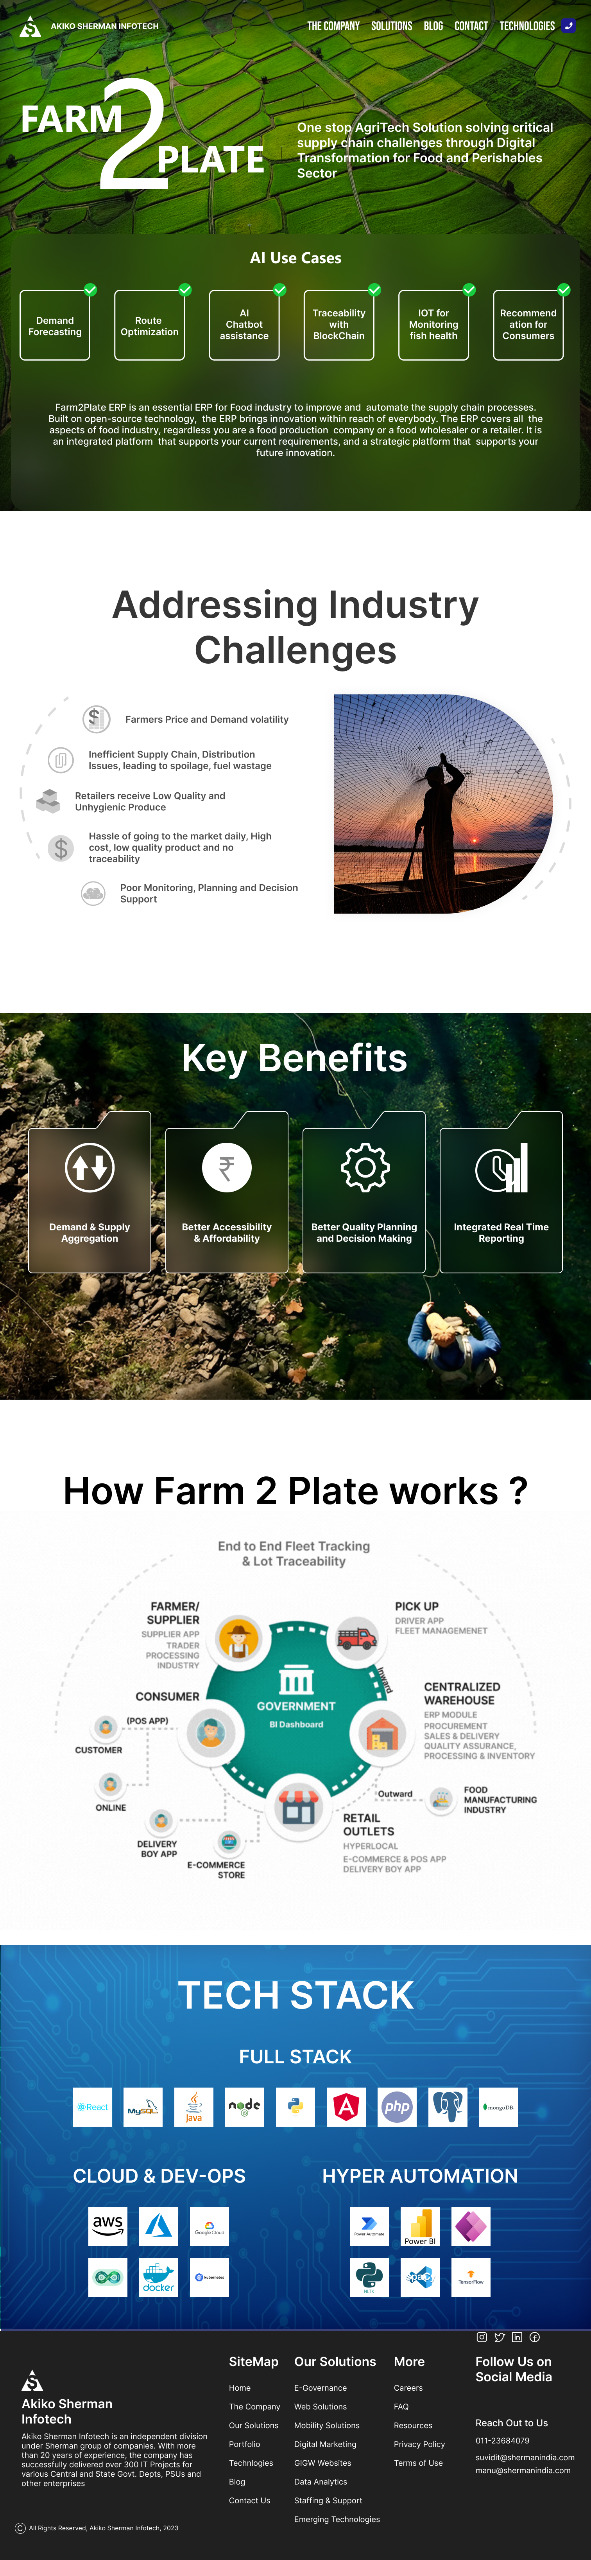 AKIKO SHERMAN INFOTECH
THE COMPANY SOLUTIONS BLOG CONTACT TECHNOLOGIES
FARM
2
PLATE
One stop AgriTech Solution solving critical
supply chain challenges through Digital
Transformation for Food and Perishables
Sector
AI Use Cases
Demand
Forecasting
Route
Optimization
AI
Chatbot
assistance
Traceability
with
BlockChain
IOT for
Monitoring
fish health
Recommend
ation for
Consumers
Farm2Plate ERP is an essential ERP for Food industry to improve and automate the supply chain processes.
Built on open-source technology, the ERP brings innovation within reach of everybody. The ERP covers all the
aspects of food industry, regardless you are a food production company or a food wholesaler or a retailer. It is
an integrated platform that supports your current requirements, and a strategic platform that supports your
future innovation.
Addressing Industry
Challenges
Farmers Price and Demand volatility
Inefficient Supply Chain, Distribution
Issues, leading to spoilage, fuel wastage
Retailers receive Low Quality and
Unhygienic Produce
Hassle of going to the market daily, High
cost, low quality product and no
traceability
Poor Monitoring, Planning and Decision
Support
Key Benefits
Demand & Supply
Aggregation
Better Accessibility
& Affordability
Better Quality Planning
and Decision Making
Integrated Real Time
Reporting
How Farm 2 Plate works ?
End to End Fleet Tracking
& Lot Traceability
FARMER/
SUPPLIER
SUPPLIER APP
TRADER
PROCESSING
INDUSTRY
PICK UP
DRIVER APP
FLEET MANAGEMENET
Inward
GOVERNMENT
BI Dashboard
CONSUMER
(POS APP)
CUSTOMER
ONLINE
DELIVERY
BOY APP
E-COMMERCE
STORE
CENTRALIZED
WAREHOUSE
ERP MODULE
PROCUREMENT
SALES & DELIVERY
QUALITY ASSURANCE,
PROCESSING & INVENTORY
Outward
FOOD
MANUFACTURING
INDUSTRY
RETAIL
OUTLETS
HYPERLOCAL
E-COMMERCE & POS APP
DELIVERY BOY APP
TECH STACK
FULL STACK
React
MySQL
Java
node
php
mongoDB
CLOUD & DEV-OPS
aws
Google Cloud
docker
kubernetes
HYPER AUTOMATION
Power Automate
Power BI
NLTK
TensorFlow
Akiko Sherman
Infotech
Akiko Sherman Infotech is an independent division
under Sherman group of companies. With more
than 20 years of experience, the company has
successfully delivered over 300 IT Projects for
various Central and State Govt. Depts, PSUs and
other enterprises
SiteMap
Home
The Company
Our Solutions
Portfolio
Technlogies
Blog
Contact Us
Our Solutions
E-Governance
Web Solutions
Mobility Solutions
Digital Marketing
GIGW Websites
Data Analytics
Staffing & Support
Emerging Technologies
More
Careers
FAQ
Resources
Privacy Policy
Terms of Use
Follow Us on
Social Media
Reach Out to Us
011-23684079
suvidit@shermanindia.com
manu@shermanindia.com
© All Rights Reserved, Akiko Sherman Infotech, 2023